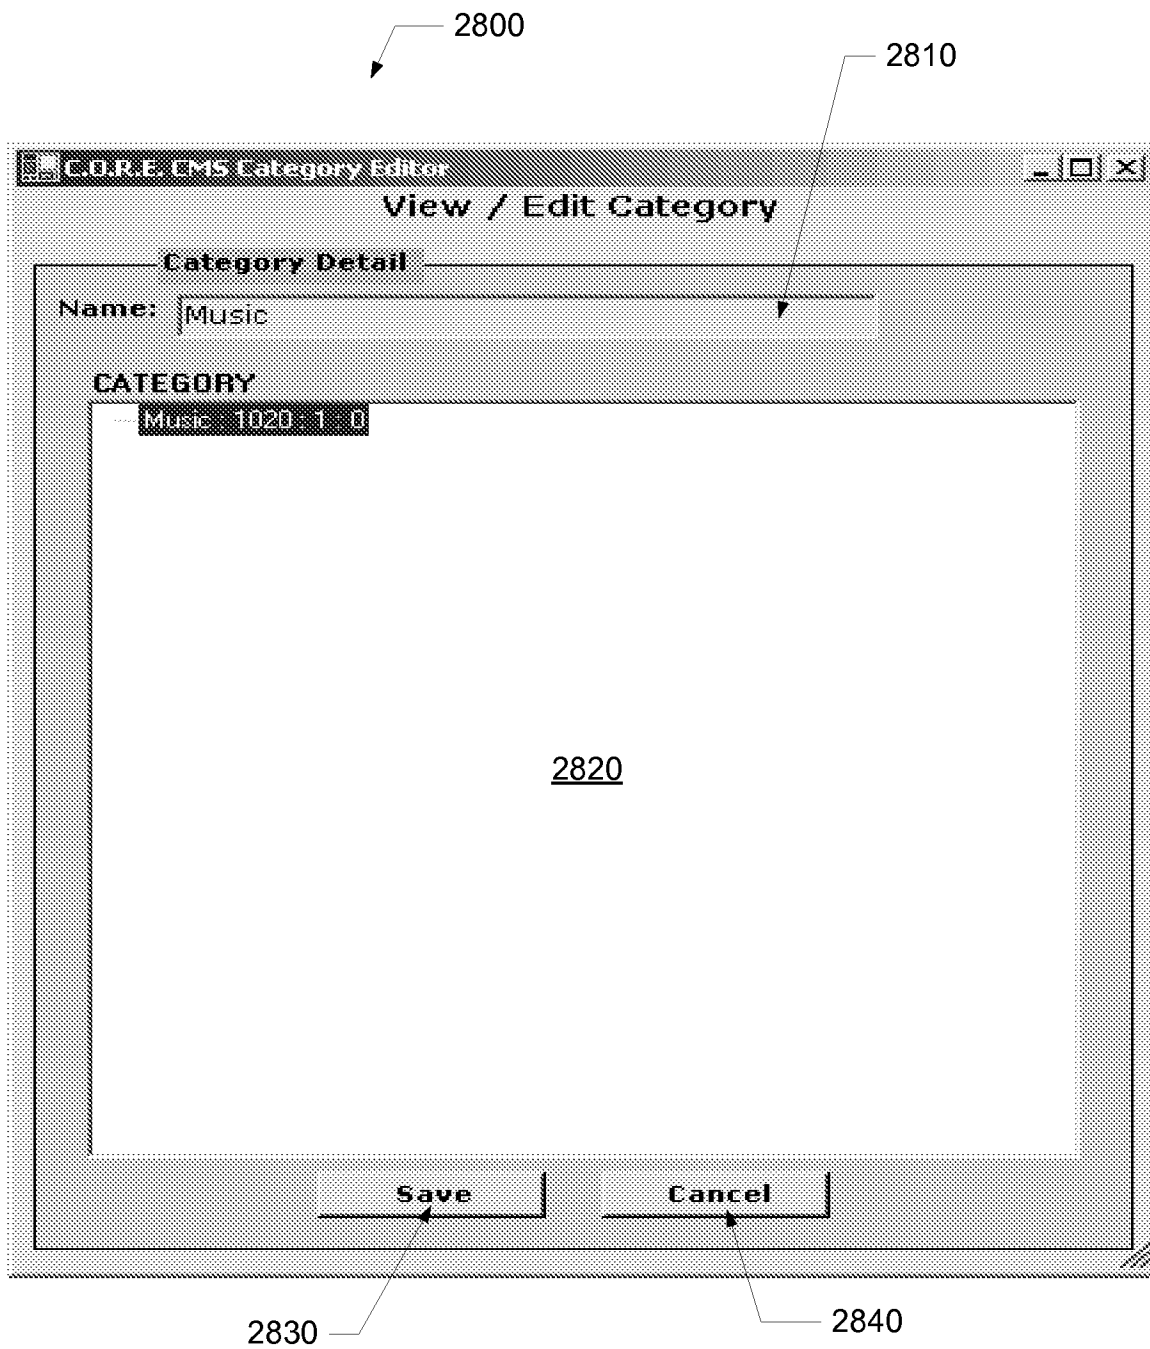 2800
2810
C.O.R.E. CMS Category Editor
View / Edit Category
Category Detail
Name: Music
CATEGORY
Music : 1020 : 1 : 0
2820
Save Cancel
2830 2840